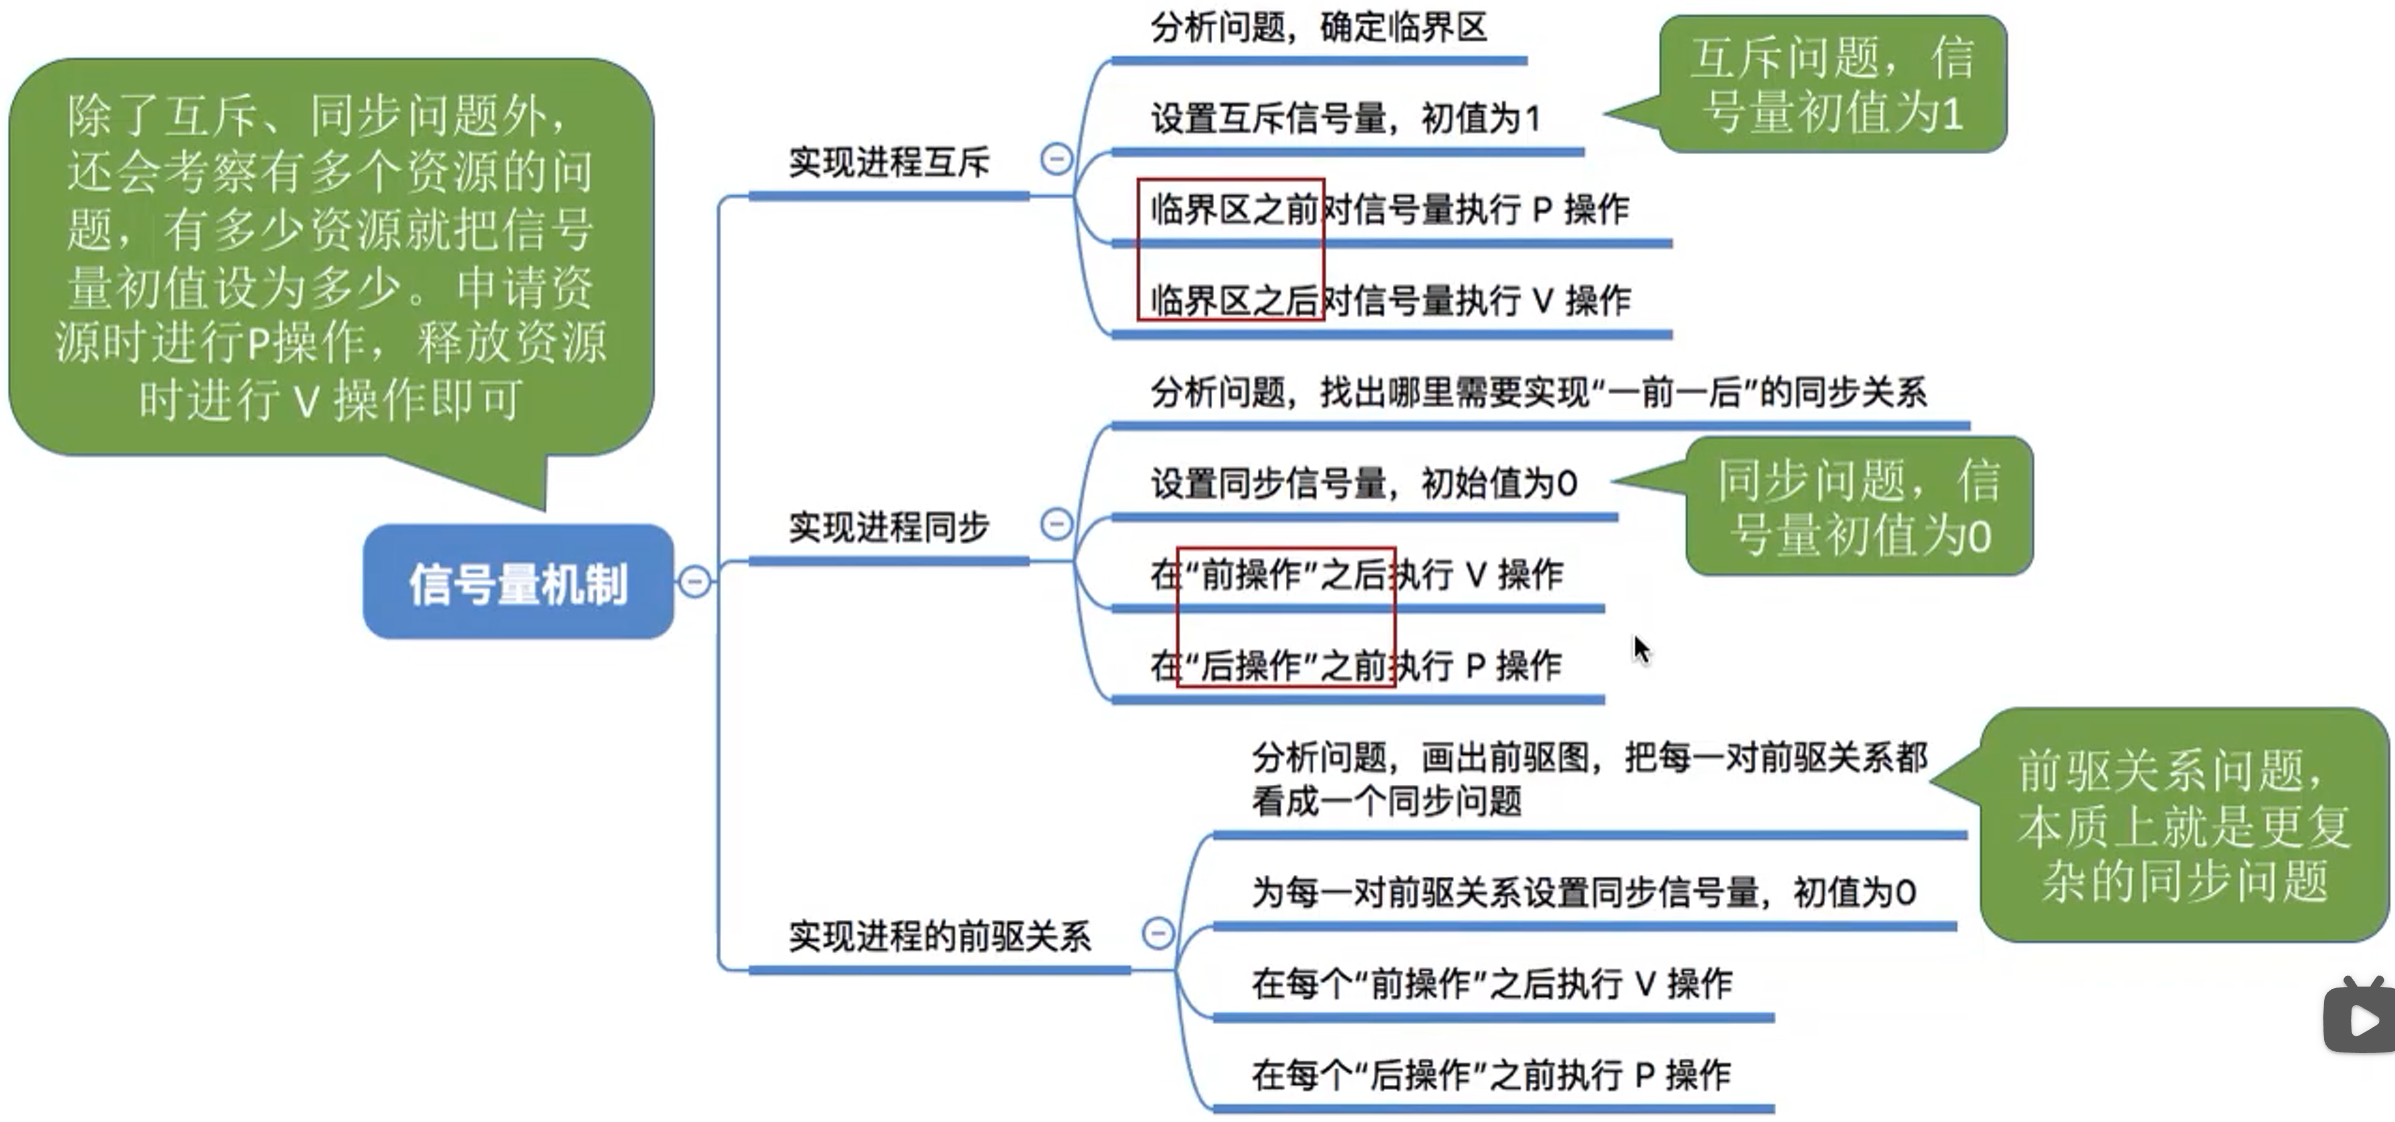 除了互斥、同步问题外，
还会考察有多个资源的问
题，有多少资源就把信号
量初值设为多少。申请资
源时进行P操作，释放资源
时进行 V 操作即可
信号量机制
实现进程互斥
分析问题，确定临界区
设置互斥信号量，初值为1
互斥问题，信
号量初值为1
临界区之前对信号量执行 P 操作
临界区之后对信号量执行 V 操作
实现进程同步
分析问题，找出哪里需要实现“一前一后”的同步关系
设置同步信号量，初始值为0
同步问题，信
号量初值为0
在“前操作”之后执行 V 操作
在“后操作”之前执行 P 操作
实现进程的前驱关系
分析问题，画出前驱图，把每一对前驱关系都
看成一个同步问题
前驱关系问题，
本质上就是更复
杂的同步问题
为每一对前驱关系设置同步信号量，初值为0
在每个“前操作”之后执行 V 操作
在每个“后操作”之前执行 P 操作